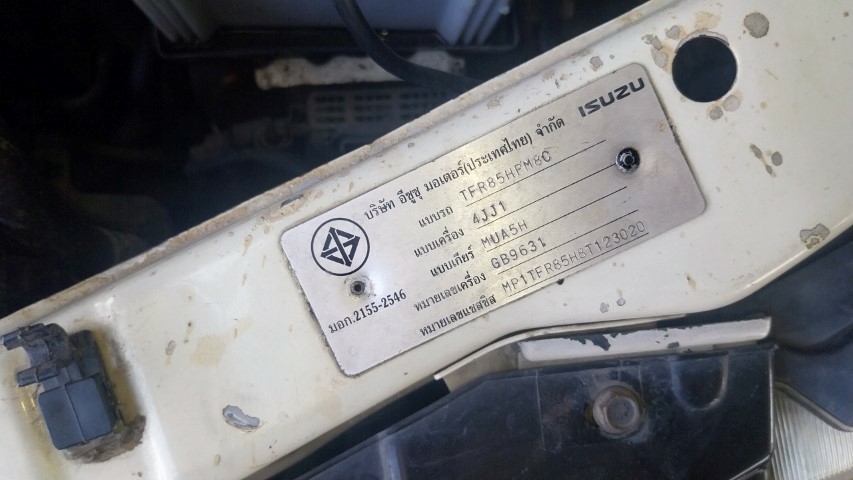 ISUZU
บริษัท อีซูซุ มอเตอร์(ประเทศไทย) จำกัด
แบบรถ TFR85HPM8C
แบบเครื่อง 4JJ1
แบบเกียร์ MUA5H
หมายเลขเครื่อง GB9631
หมายเลขแชสซีส MP1TFR85H8T123020
มอก.2155-2546